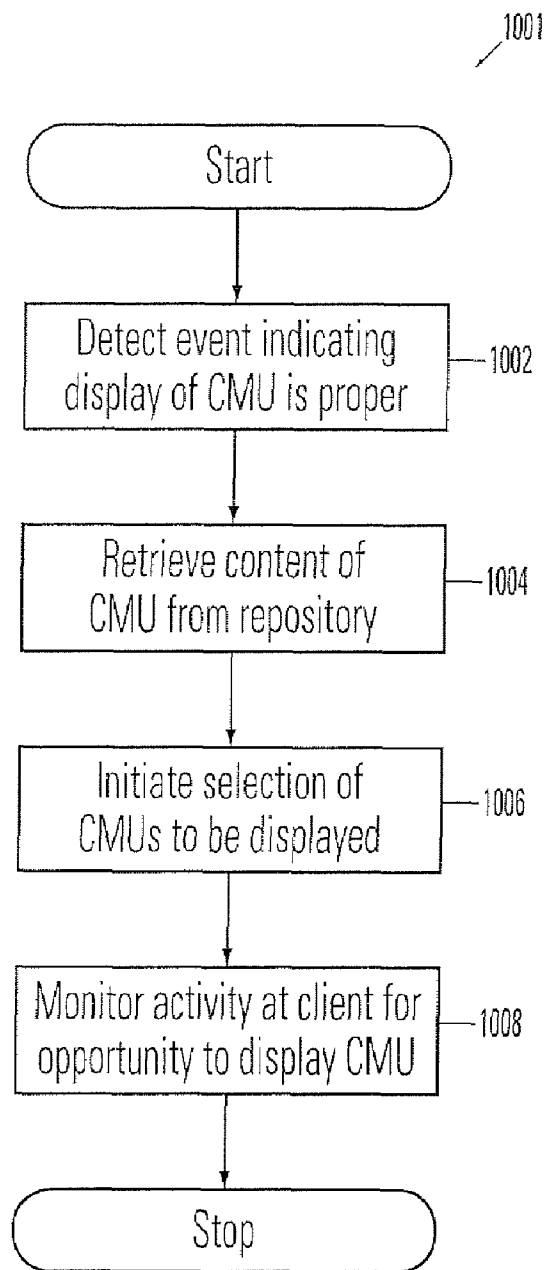 1001
Start
Detect event indicating
display of CMU is proper
1002
Retrieve content of
CMU from repository
1004
Initiate selection of
CMUs to be displayed
1006
Monitor activity at client for
opportunity to display CMU
1008
Stop